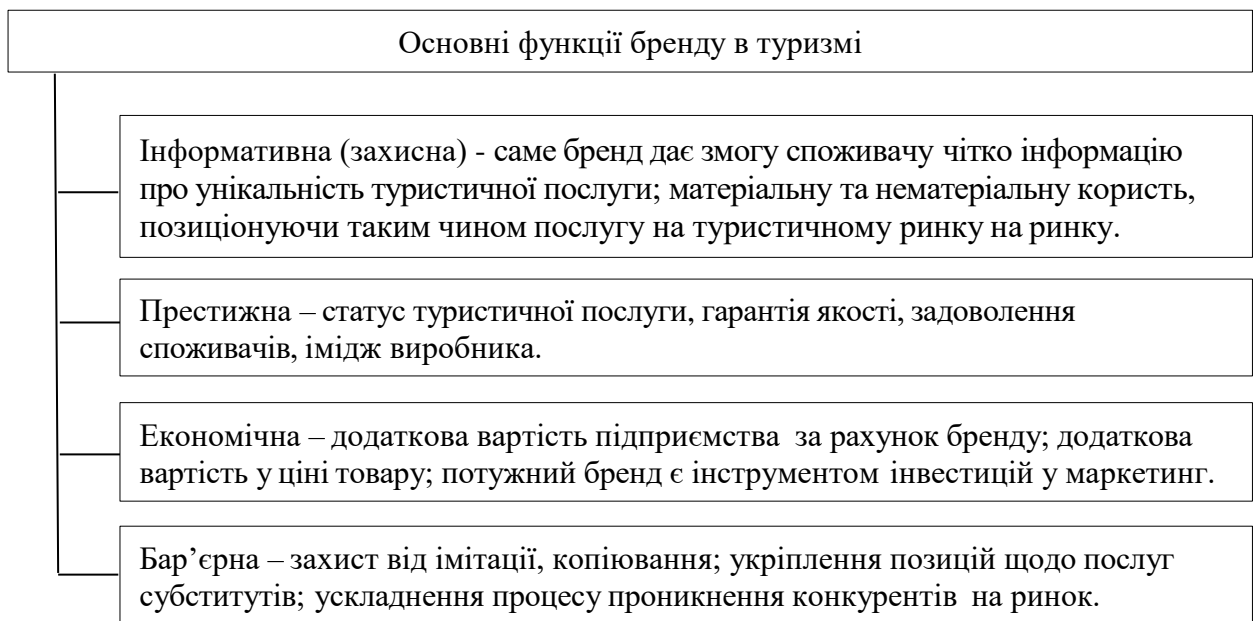 Основні функції бренду в туризмі
Інформативна (захисна) - саме бренд дає змогу споживачу чітко інформацію
про унікальність туристичної послуги; матеріальну та нематеріальну користь,
позиціонуючи таким чином послугу на туристичному ринку на ринку.
Престижна – статус туристичної послуги, гарантія якості, задоволення
споживачів, імідж виробника.
Економічна – додаткова вартість підприємства за рахунок бренду; додаткова
вартість у ціні товару; потужний бренд є інструментом інвестицій у маркетинг.
Бар’єрна – захист від імітації, копіювання; укріплення позицій щодо послуг
субститутів; ускладнення процесу проникнення конкурентів на ринок.